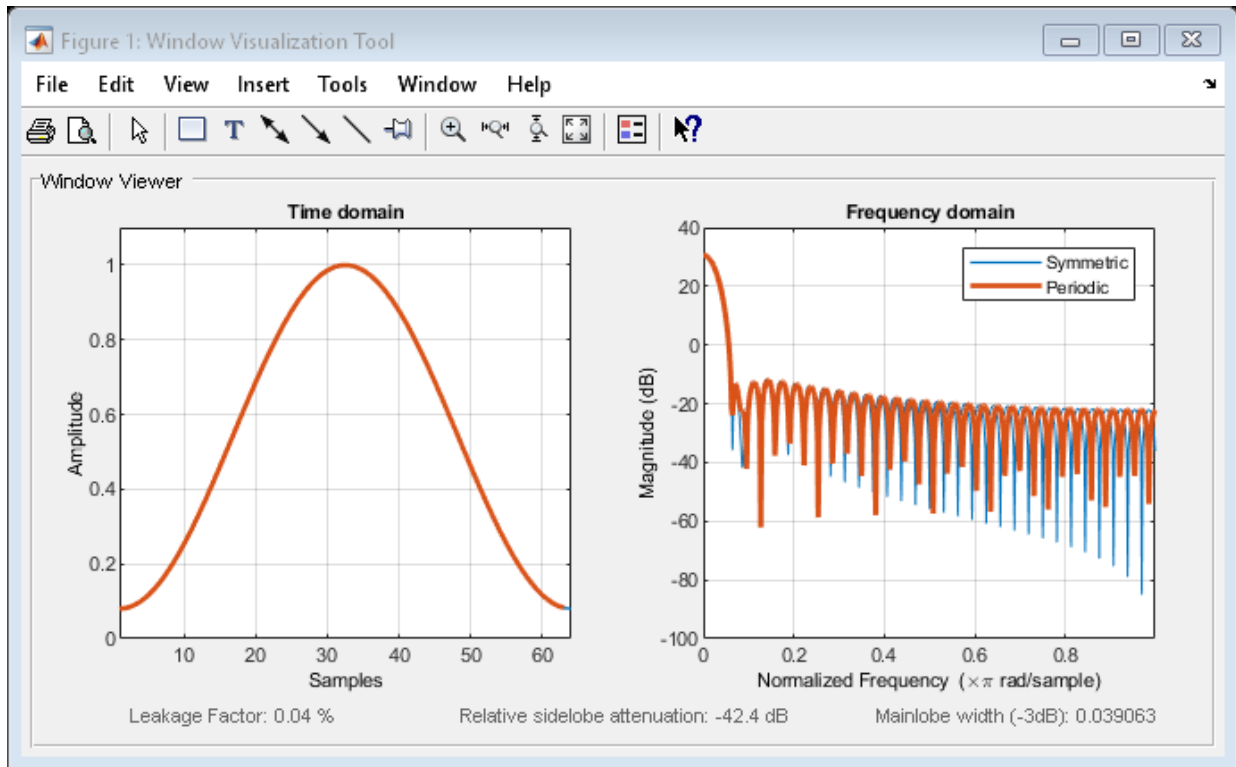 Figure 1: Window Visualization Tool
File Edit View Insert Tools Window Help
T ?
Window Viewer
Time domain
1
0.8
0.6
0.4
0.2
0
Amplitude
10 20 30 40 50 60
Samples
Frequency domain
40
20
0
-20
-40
-60
-80
-100
Magnitude (dB)
Symmetric
Periodic
0 0.2 0.4 0.6 0.8
Normalized Frequency (×π rad/sample)
Leakage Factor: 0.04 % Relative sidelobe attenuation: -42.4 dB Mainlobe width (-3dB): 0.039063